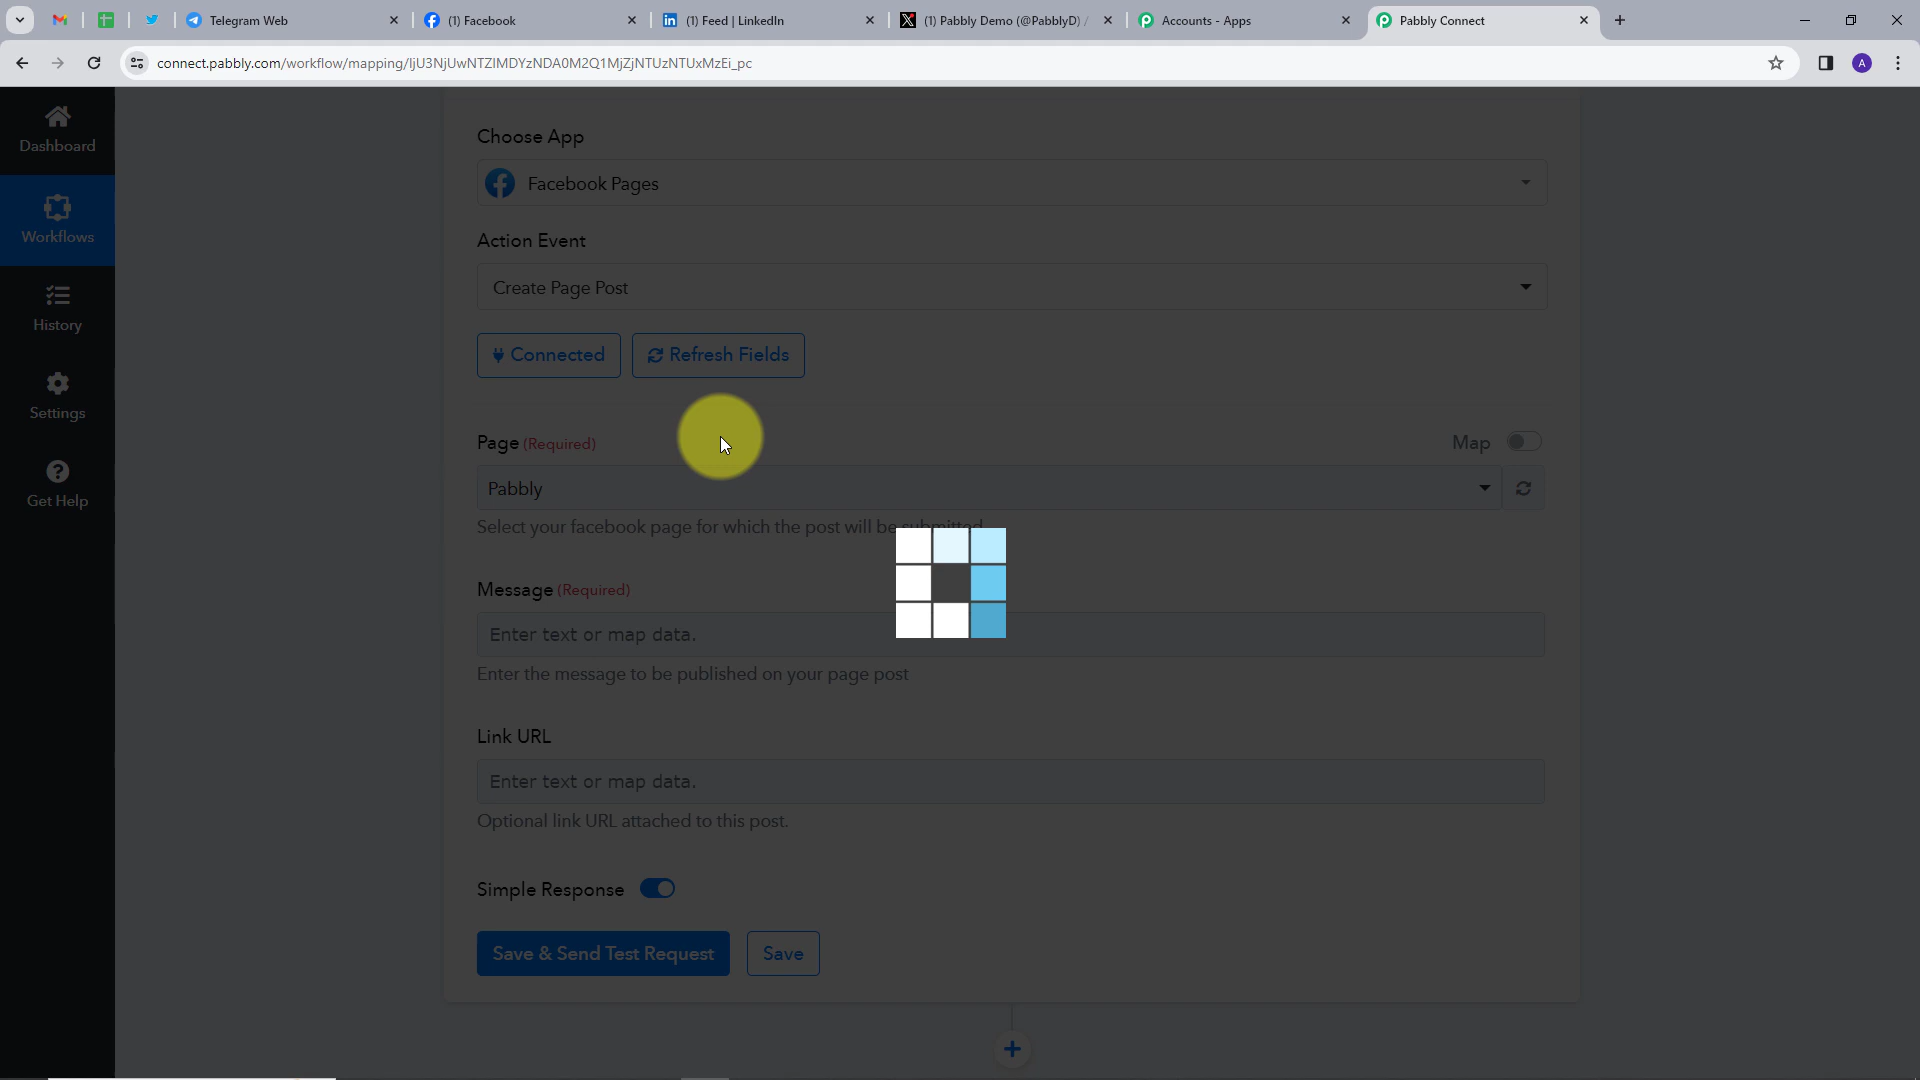 Telegram Web
(1) Facebook
(1) Feed | LinkedIn
(1) Pabbly Demo (@PabblyD) /
Accounts - Apps
Pabbly Connect
connect.pabbly.com/workflow/mapping/IjU3NjUwNTZlMDYzNDA0M2Q1MjZjNTUzNTUxMzEi_pc
A
Dashboard
Workflows
History
Settings
Get Help
Choose App
Facebook Pages
Action Event
Create Page Post
Connected
Refresh Fields
Page (Required)
Map
Pabbly
Select your facebook page for which the post will be submitted
Message (Required)
Enter text or map data.
Enter the message to be published on your page post
Link URL
Enter text or map data.
Optional link URL attached to this post.
Simple Response
Save & Send Test Request
Save